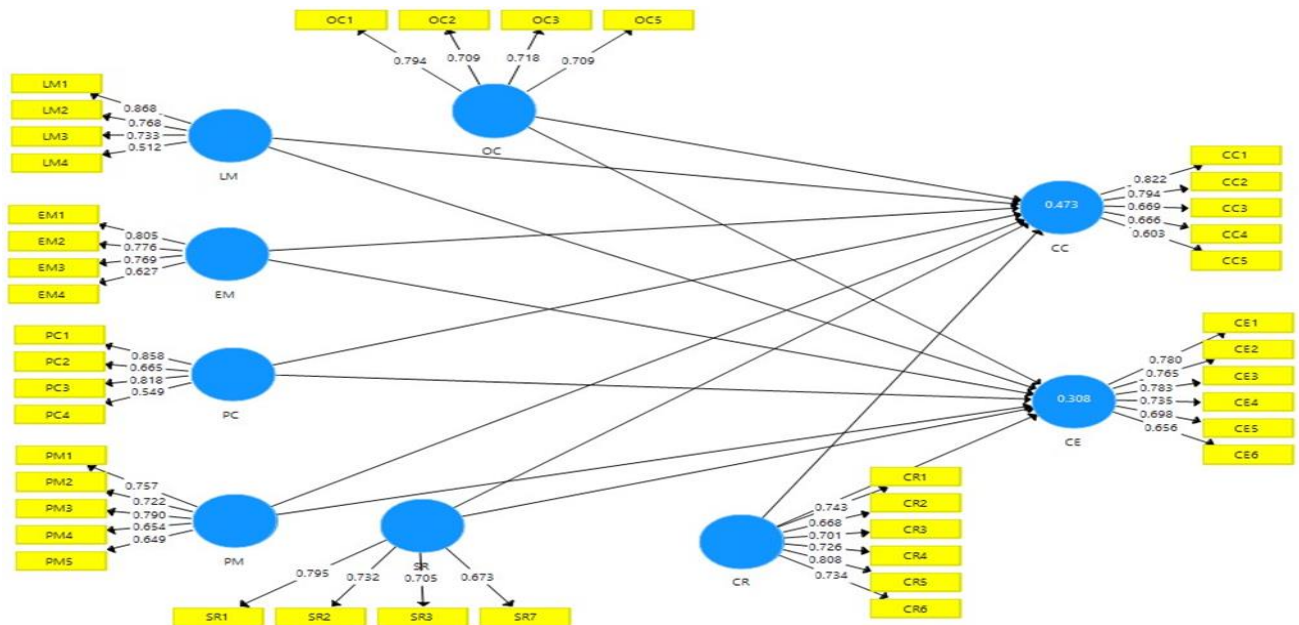 OC1
OC2
OC3
OC5
0.794
0.709
0.718
0.709
OC
LM1
LM2
LM3
LM4
0.868
0.768
0.733
0.512
LM
EM1
EM2
EM3
EM4
0.805
0.776
0.769
0.627
EM
PC1
PC2
PC3
PC4
0.858
0.665
0.818
0.549
PC
PM1
PM2
PM3
PM4
PM5
0.757
0.722
0.790
0.654
0.649
PM
SR
0.795
0.732
0.705
0.673
SR1
SR2
SR3
SR7
CR
0.743
0.668
0.701
0.726
0.808
0.734
CR1
CR2
CR3
CR4
CR5
CR6
0.473
CC
0.822
0.794
0.669
0.666
0.603
CC1
CC2
CC3
CC4
CC5
0.308
CE
0.780
0.765
0.783
0.735
0.698
0.656
CE1
CE2
CE3
CE4
CE5
CE6